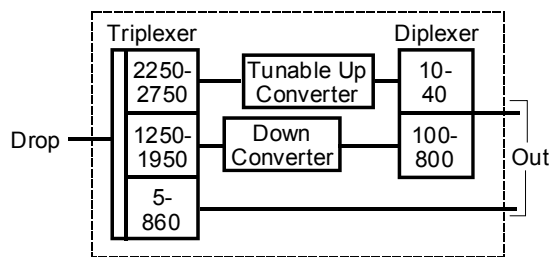 Triplexer
Diplexer
2250-
2750
Tunable Up
Converter
10-
40
Drop
1250-
1950
Down
Converter
100-
800
Out
5-
860